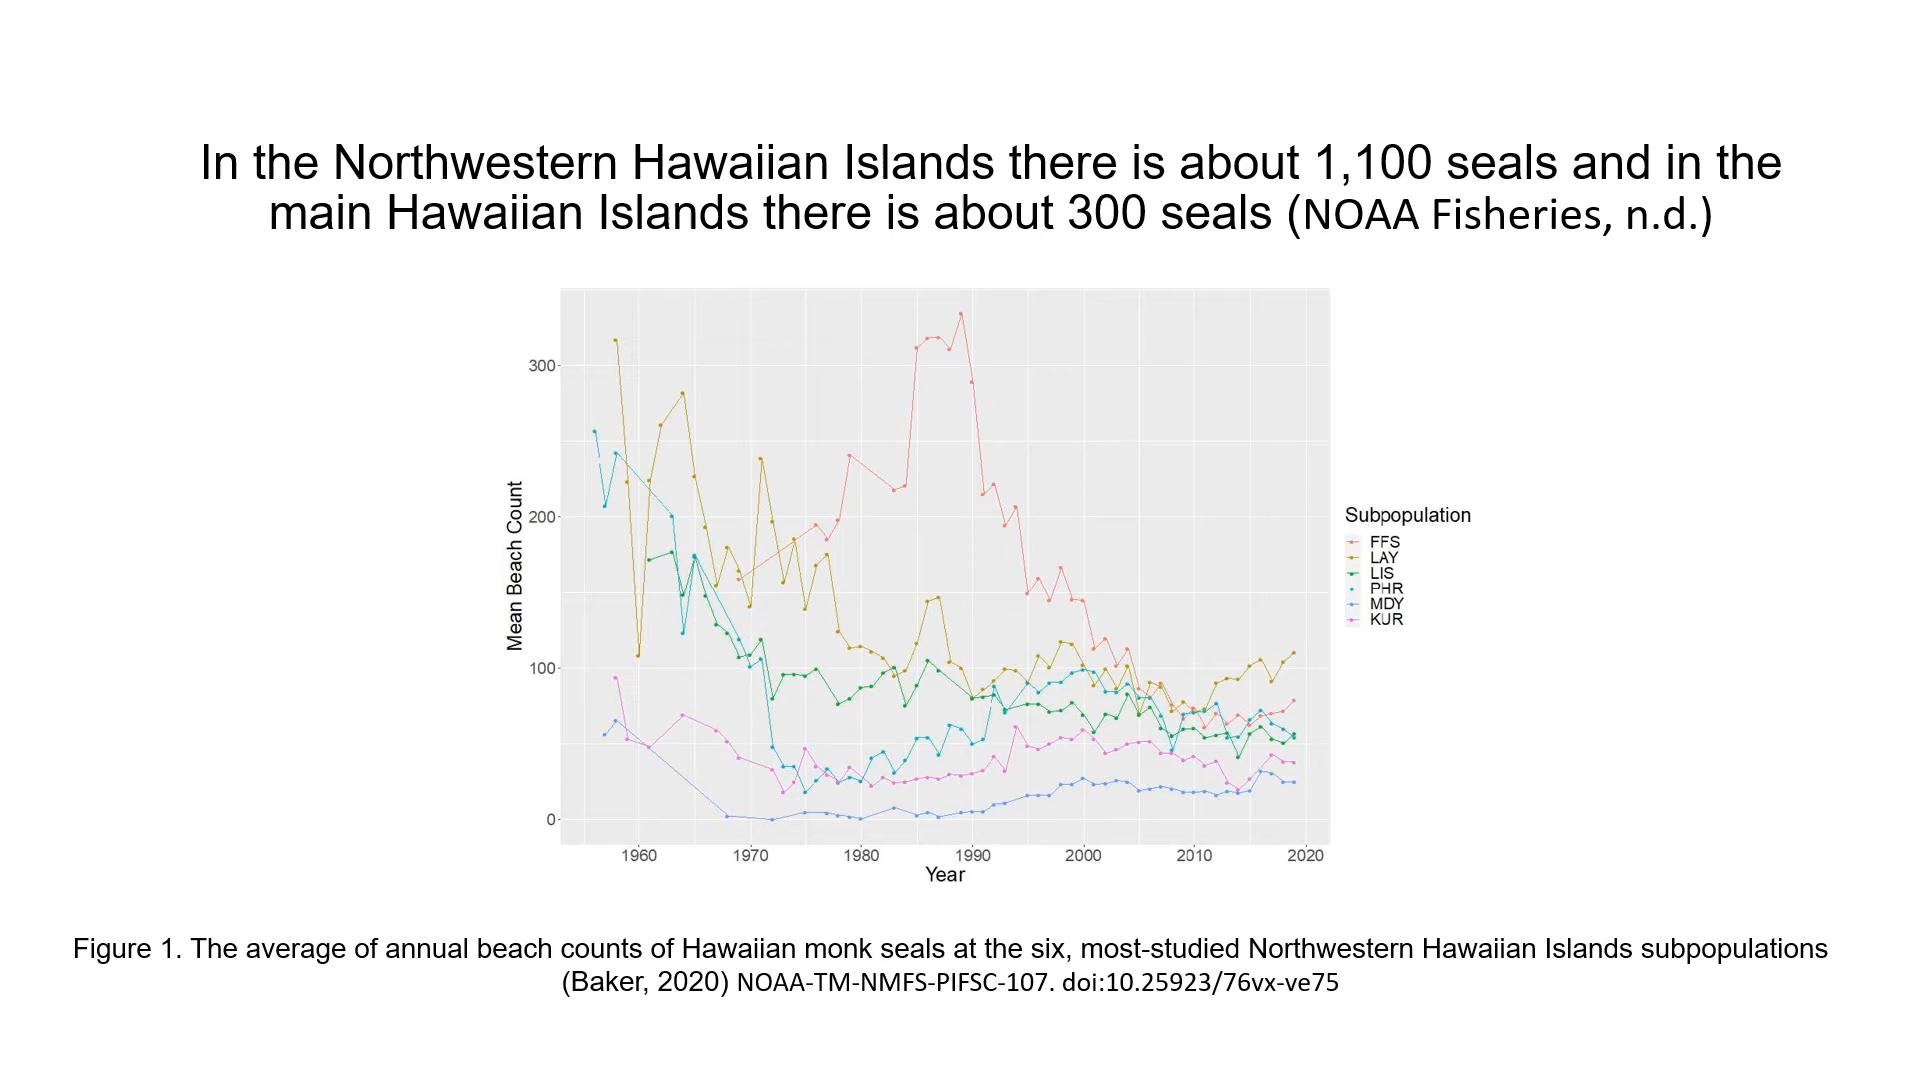 In the Northwestern Hawaiian Islands there is about 1,100 seals and in the
main Hawaiian Islands there is about 300 seals (NOAA Fisheries, n.d.)
300
200
100
0
Mean Beach Count
1960 1970 1980 1990 2000 2010 2020
Year
Subpopulation
FFS
LAY
LIS
PHR
MDY
KUR
Figure 1. The average of annual beach counts of Hawaiian monk seals at the six, most-studied Northwestern Hawaiian Islands subpopulations
(Baker, 2020) NOAA-TM-NMFS-PIFSC-107. doi:10.25923/76vx-ve75